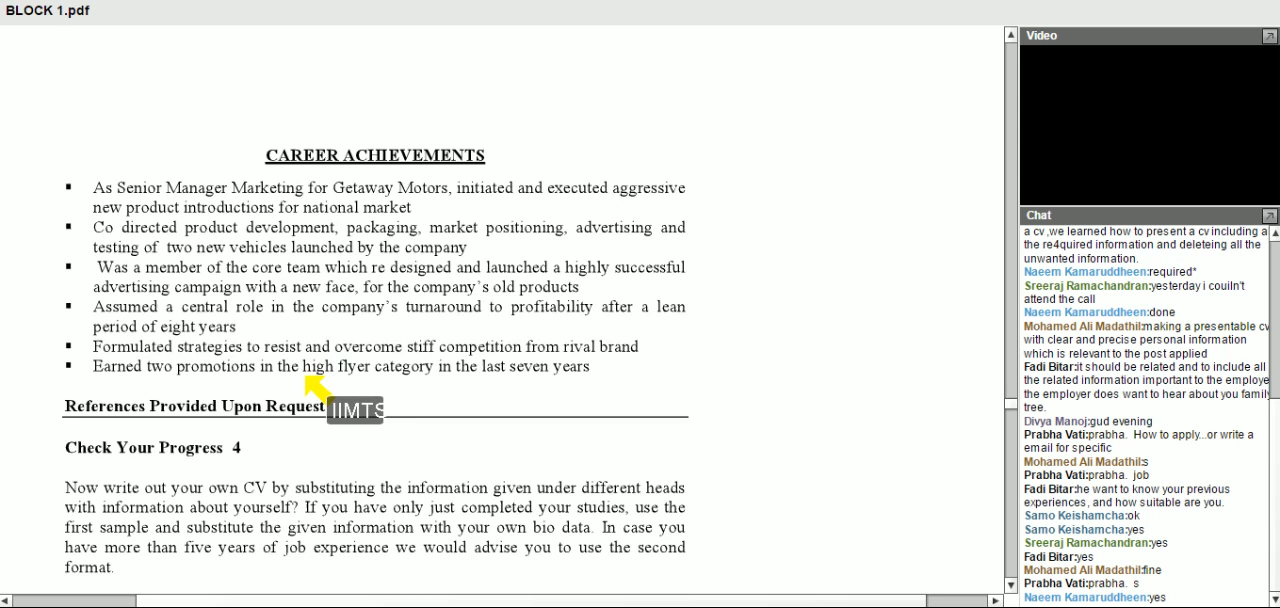 BLOCK 1.pdf
CAREER ACHIEVEMENTS
▪ As Senior Manager Marketing for Getaway Motors, initiated and executed aggressive
new product introductions for national market
▪ Co directed product development, packaging, market positioning, advertising and
testing of two new vehicles launched by the company
▪ Was a member of the core team which re designed and launched a highly successful
advertising campaign with a new face, for the company's old products
▪ Assumed a central role in the company's turnaround to profitability after a lean
period of eight years
▪ Formulated strategies to resist and overcome stiff competition from rival brand
▪ Earned two promotions in the high flyer category in the last seven years
References Provided Upon Request
IIMTS
Check Your Progress 4
Now write out your own CV by substituting the information given under different heads
with information about yourself? If you have only just completed your studies, use the
first sample and substitute the given information with your own bio data. In case you
have more than five years of job experience we would advise you to use the second
format.
Video
Chat
a cv ,we learned how to present a cv including a
the re4quired information and deleteing all the
unwanted information.
Naeem Kamaruddheen:required*
Sreeraj Ramachandran:yesterday i couiln't
attend the call
Naeem Kamaruddheen:done
Mohamed Ali Madathil:making a presentable cv
with clear and precise personal information
which is relevant to the post applied
Fadi Bitar:it should be related and to include all
the related information important to the employe
the employer does want to hear about you family
tree.
Divya Manoj:gud evening
Prabha Vati:prabha. How to apply...or write a
email for specific
Mohamed Ali Madathil:s
Prabha Vati:prabha. job
Fadi Bitar:he want to know your previous
experiences, and how suitable are you.
Samo Keishamcha:ok
Samo Keishamcha:yes
Sreeraj Ramachandran:yes
Fadi Bitar:yes
Mohamed Ali Madathil:fine
Prabha Vati:prabha. s
Naeem Kamaruddheen:yes